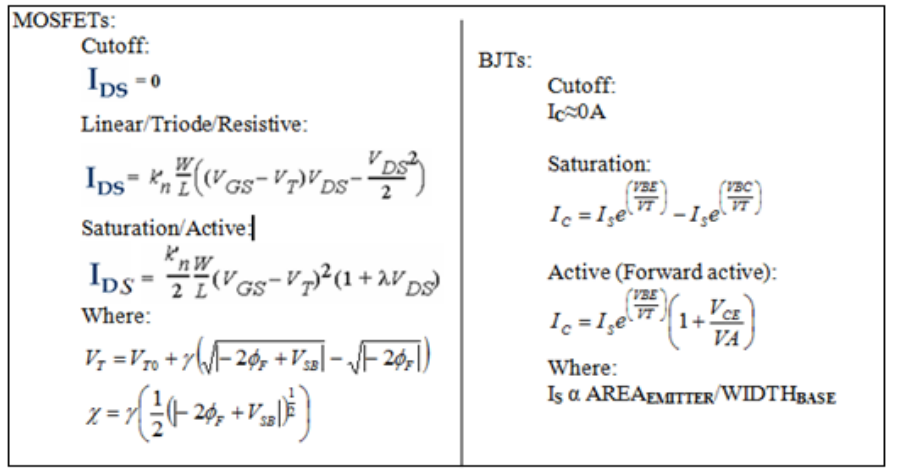 MOSFETs:
Cutoff:
I_DS = 0
Linear/Triode/Resistive:
I_DS = k'_n W/L ((V_GS − V_T)V_DS − V_DS²/2)
Saturation/Active:
I_DS = k'_n/2 W/L (V_GS − V_T)²(1 + λV_DS)
Where:
V_T = V_T0 + γ(√|−2ϕ_F + V_SB| − √|−2ϕ_F|)
χ = γ(1/2(|−2ϕ_F + V_SB|)^(1/2))
BJTs:
Cutoff:
I_C≈0A
Saturation:
I_c = I_s e^(VBE/VT) − I_s e^(VBC/VT)
Active (Forward active):
I_c = I_s e^(VBE/VT) (1 + V_CE/VA)
Where:
I_S α AREA_EMITTER/WIDTH_BASE